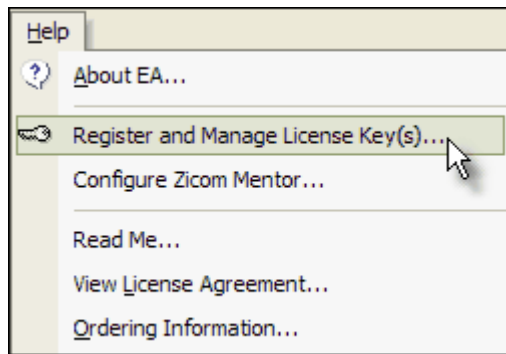 Help
About EA...
Register and Manage License Key(s)...
Configure Zicom Mentor...
Read Me...
View License Agreement...
Ordering Information...